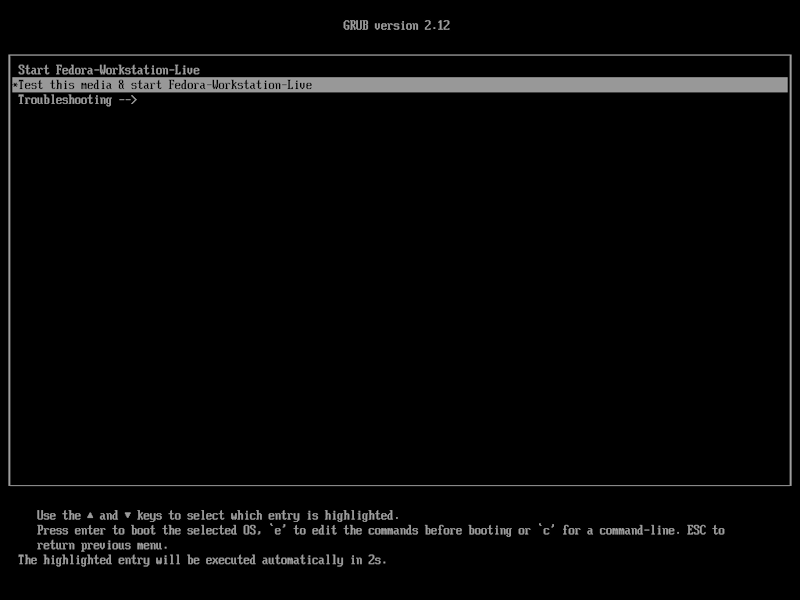 GRUB version 2.12
Start Fedora-Workstation-Live
*Test this media & start Fedora-Workstation-Live
Troubleshooting -->
Use the ▲ and ▼ keys to select which entry is highlighted.
Press enter to boot the selected OS, `e' to edit the commands before booting or `c' for a command-line. ESC to
return previous menu.
The highlighted entry will be executed automatically in 2s.